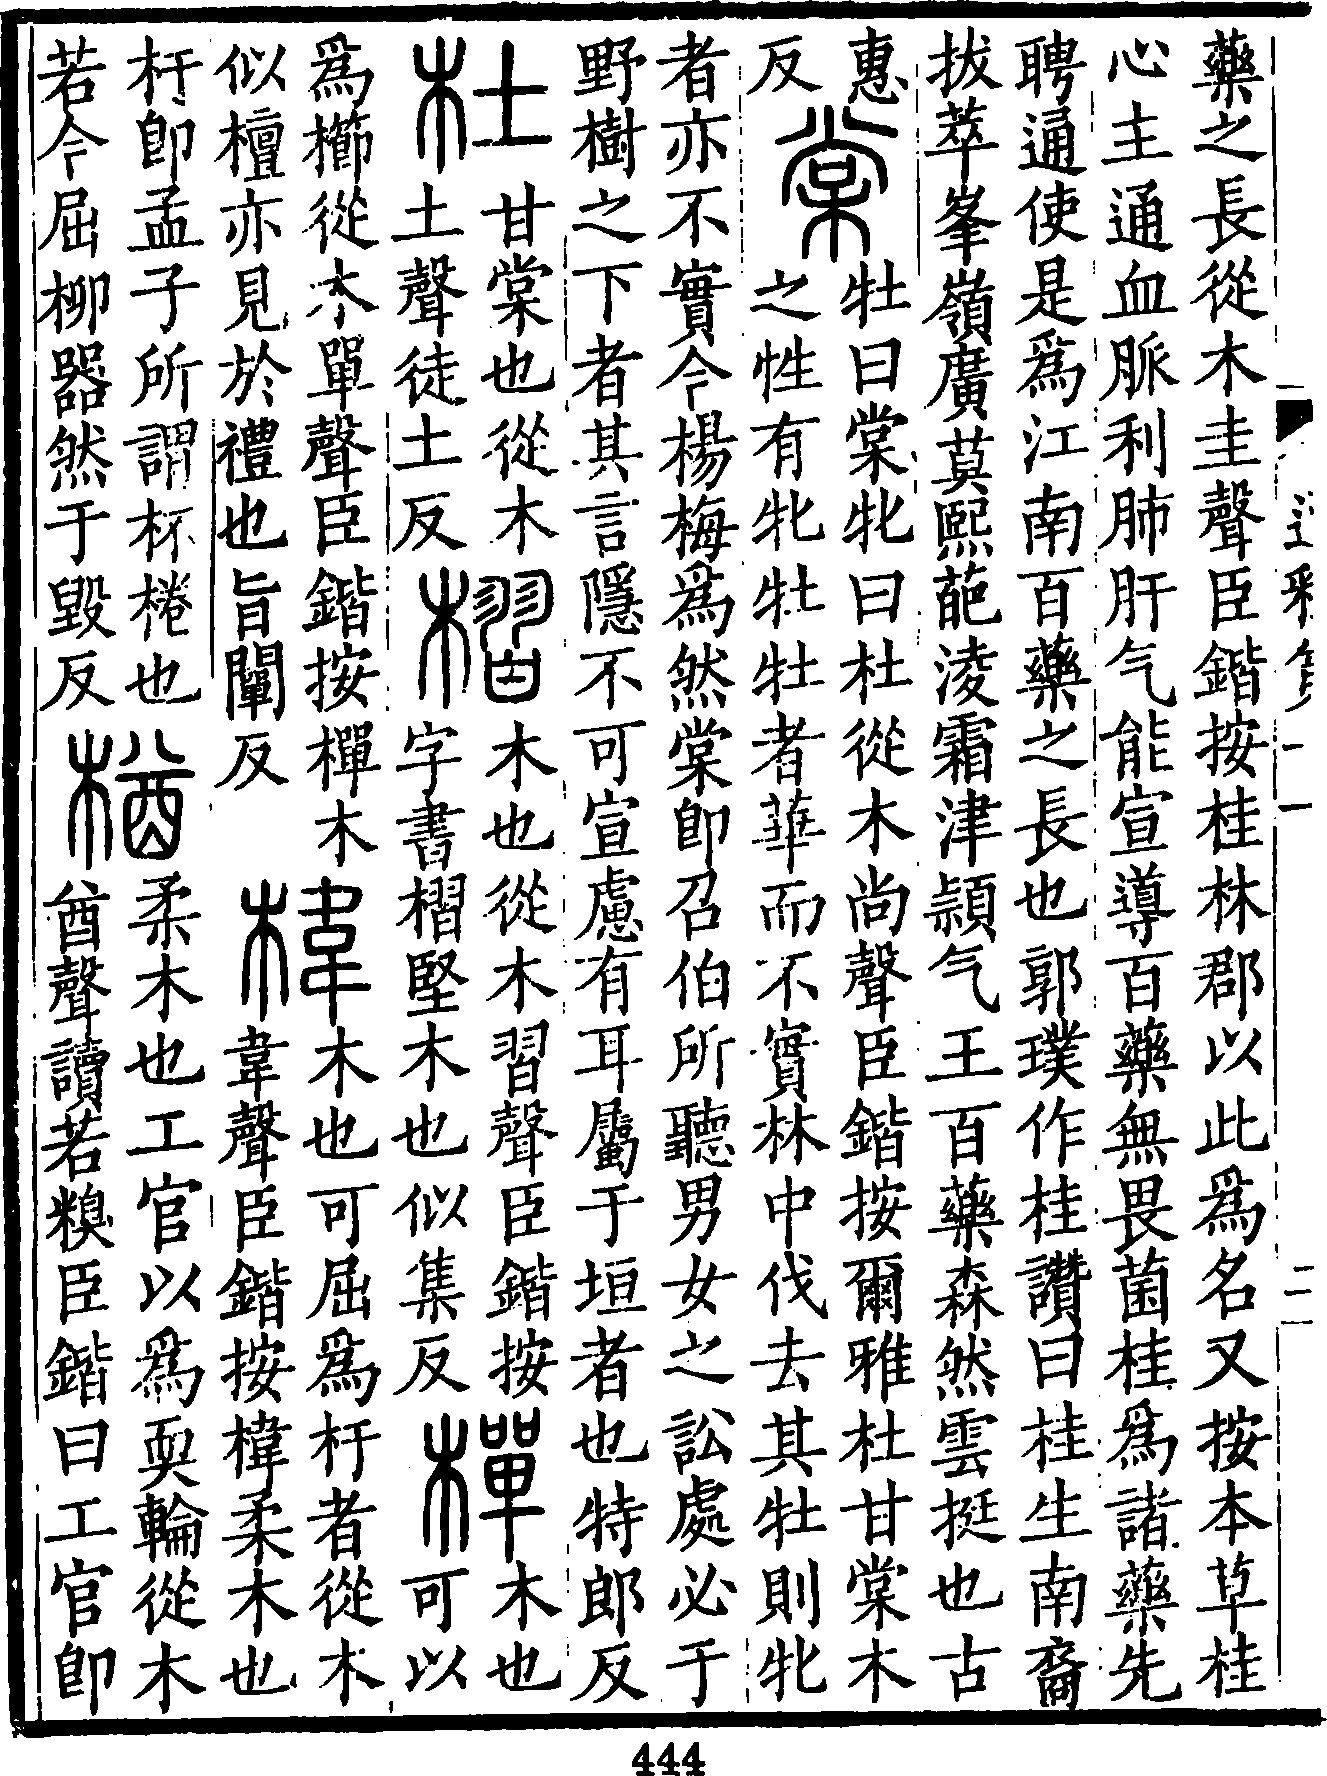 藥之長從木圭聲臣鍇按桂林郡以此爲名又按本草桂
心主通血脈利肺肝气能宣導百藥無畏菌桂爲諸藥先
聘通使是爲江南百藥之長也郭璞作桂讚曰桂生南裔
拔萃峯嶺廣莫熙葩淩霜津穎气王百藥森然雲挺也古
惠
反
棠
牡曰棠牝曰杜從木尚聲臣鍇按爾雅杜甘棠木
之性有牝牡牡者華而不實林中伐去其牡則牝
者亦不實今楊梅爲然棠即召伯所聽男女之訟處必于
野樹之下者其言隱不可宣慮有耳屬于垣者也特郎反
杜
甘棠也從木
土聲徒土反
槢
木也從木習聲臣鍇按
字書槢堅木也似集反
樿
木也
可以
爲櫛從木單聲臣鍇按樿木
似檀亦見於禮也旨闡反
椲
木也可屈爲杅者從木
韋聲臣鍇按椲柔木也
杅即孟子所謂杯棬也
若今屈柳器然于毀反
楢
柔木也工官以爲耎輪從木
酋聲讀若糗臣鍇曰工官即
444